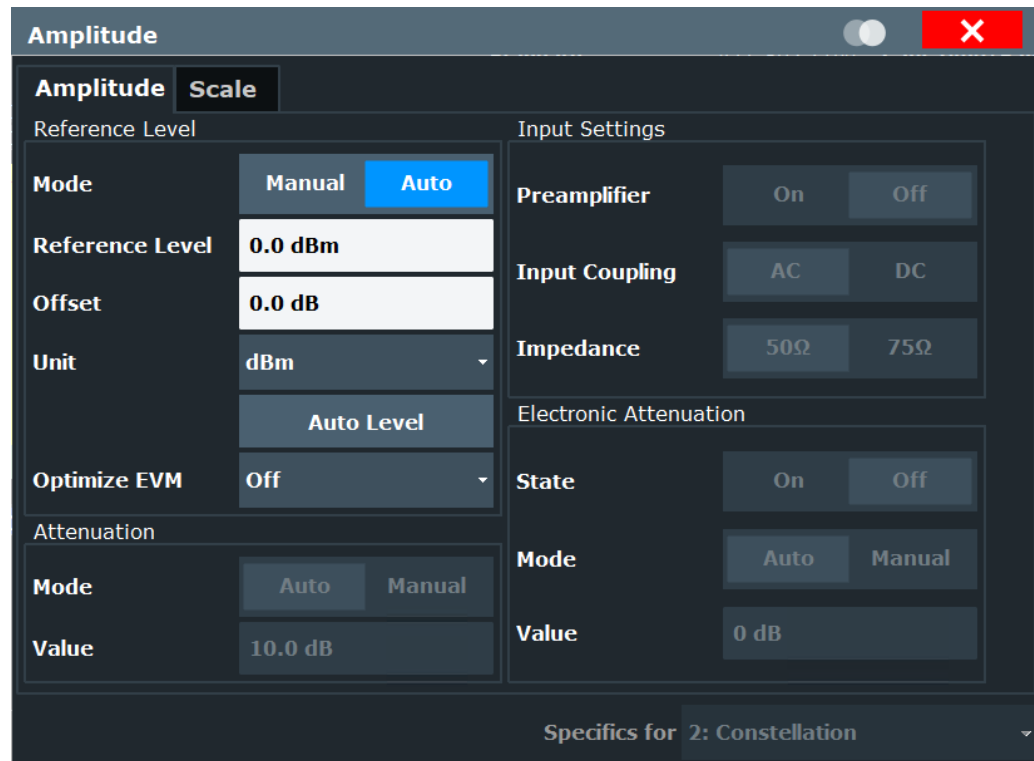 Amplitude
Amplitude Scale
Reference Level
Mode Manual Auto
Reference Level 0.0 dBm
Offset 0.0 dB
Unit dBm
Auto Level
Optimize EVM Off
Attenuation
Mode Auto Manual
Value 10.0 dB
Input Settings
Preamplifier On Off
Input Coupling AC DC
Impedance 50Ω 75Ω
Electronic Attenuation
State On Off
Mode Auto Manual
Value 0 dB
Specifics for 2: Constellation